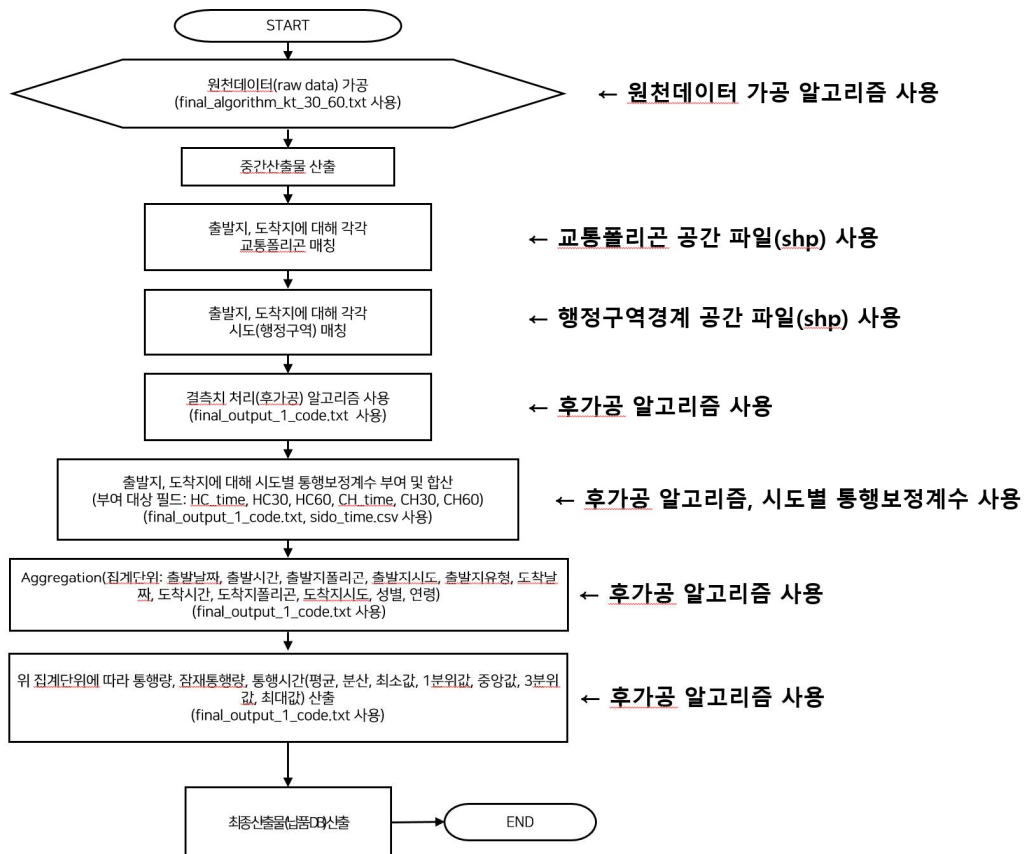 START
원천데이터(raw data) 가공
(final_algorithm_kt_30_60.txt 사용)
← 원천데이터 가공 알고리즘 사용
중간산출물 산출
출발지, 도착지에 대해 각각
교통폴리곤 매칭
← 교통폴리곤 공간 파일(shp) 사용
출발지, 도착지에 대해 각각
시도(행정구역) 매칭
← 행정구역경계 공간 파일(shp) 사용
결측치 처리(후가공) 알고리즘 사용
(final_output_1_code.txt 사용)
← 후가공 알고리즘 사용
출발지, 도착지에 대해 시도별 통행보정계수 부여 및 합산
(부여 대상 필드: HC_time, HC30, HC60, CH_time, CH30, CH60)
(final_output_1_code.txt, sido_time.csv 사용)
← 후가공 알고리즘, 시도별 통행보정계수 사용
Aggregation(집계단위: 출발날짜, 출발시간, 출발지폴리곤, 출발지시도, 출발지유형, 도착날
짜, 도착시간, 도착지폴리곤, 도착지시도, 성별, 연령)
(final_output_1_code.txt 사용)
← 후가공 알고리즘 사용
위 집계단위에 따라 통행량, 잠재통행량, 통행시간(평균, 분산, 최소값, 1분위값, 중앙값, 3분위
값, 최대값) 산출
(final_output_1_code.txt 사용)
← 후가공 알고리즘 사용
최종산출물(납품DB)산출
END